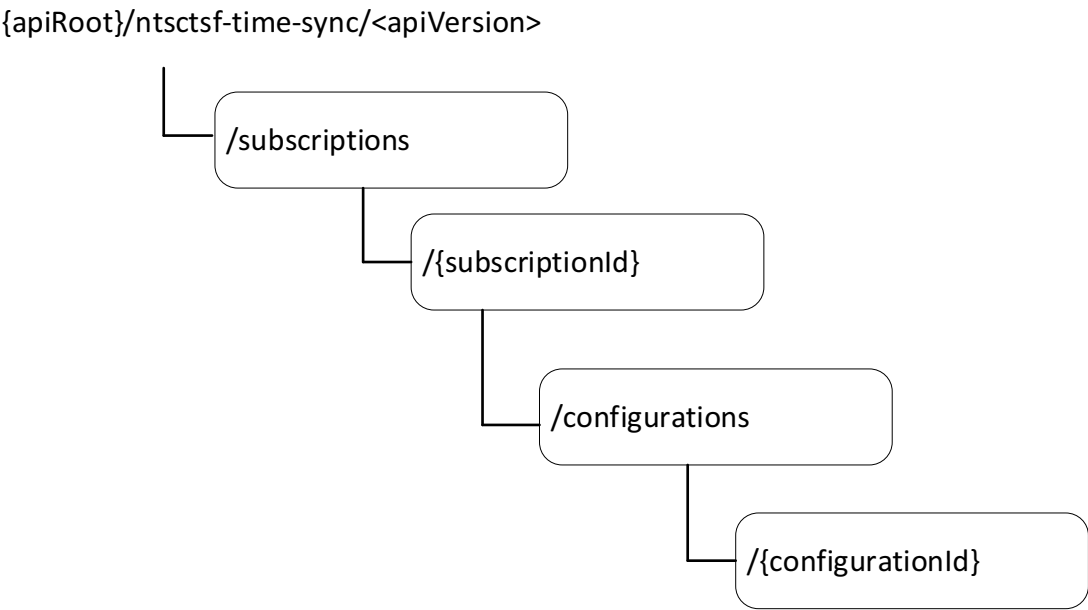 {apiRoot}/ntsctsf-time-sync/<apiVersion>
/subscriptions
/{subscriptionId}
/configurations
/{configurationId}